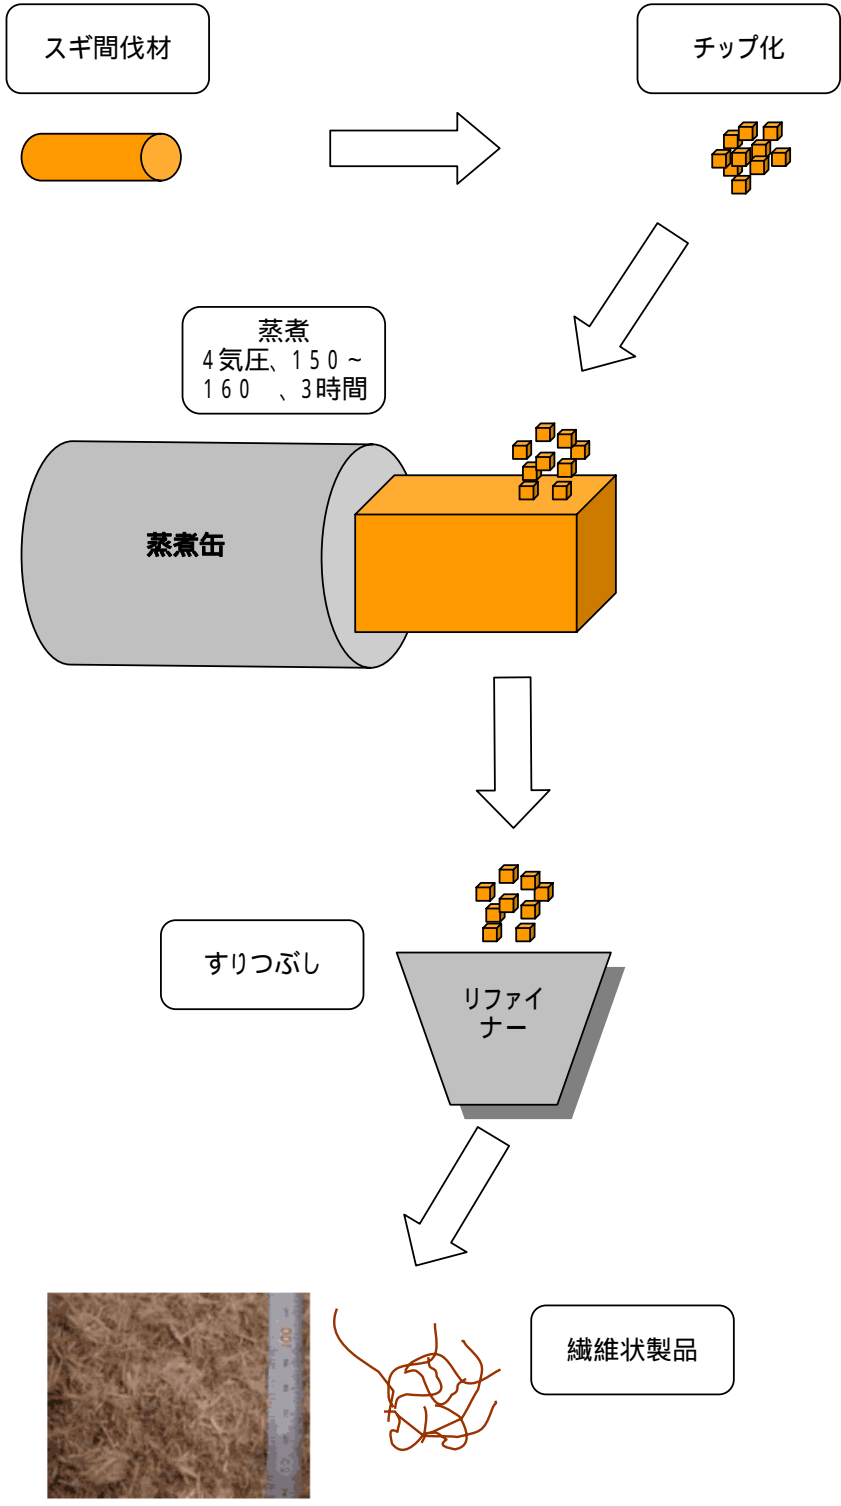 スギ間伐材
チップ化
蒸煮
4気圧、150~
160　、3時間
蒸煮缶
すりつぶし
リファイ
ナー
繊維状製品